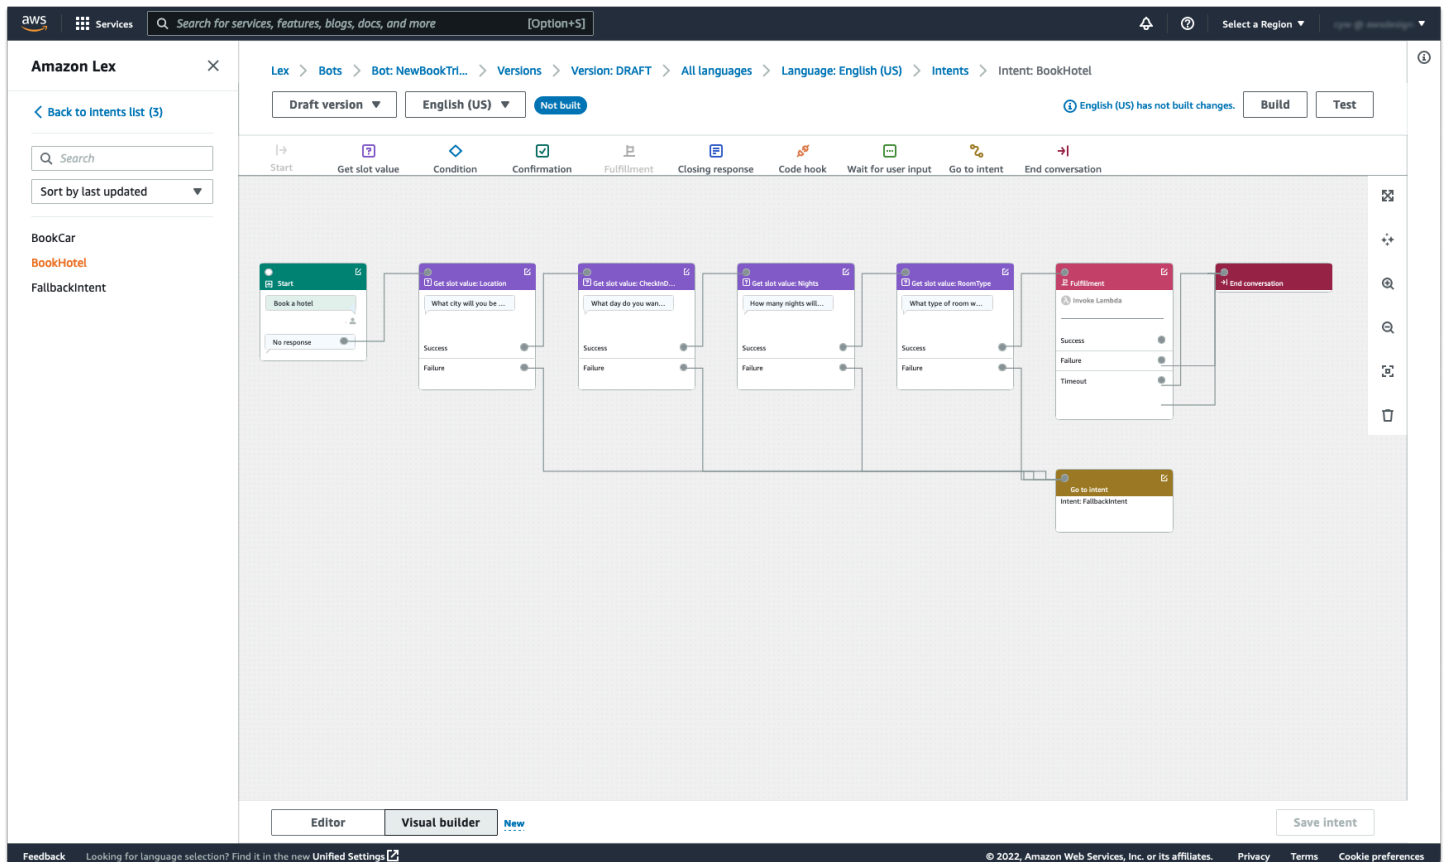 aws
Services
Search for services, features, blogs, docs, and more
[Option+S]
Select a Region
Amazon Lex
Back to intents list (3)
Search
Sort by last updated
BookCar
BookHotel
FallbackIntent
Lex
Bots
Bot: NewBookTri...
Versions
Version: DRAFT
All languages
Language: English (US)
Intents
Intent: BookHotel
Draft version
English (US)
Not built
English (US) has not built changes.
Build
Test
Start
Get slot value
Condition
Confirmation
Fulfillment
Closing response
Code hook
Wait for user input
Go to intent
End conversation
Start
Book a hotel
No response
Get slot value: Location
What city will you be ...
Success
Failure
Get slot value: CheckInD...
What day do you wan...
Success
Failure
Get slot value: Nights
How many nights will...
Success
Failure
Get slot value: RoomType
What type of room w...
Success
Failure
Fulfillment
Invoke Lambda
Success
Failure
Timeout
End conversation
Go to intent
Intent: FallbackIntent
Editor
Visual builder
New
Save intent
Feedback
Looking for language selection? Find it in the new Unified Settings
© 2022, Amazon Web Services, Inc. or its affiliates.
Privacy
Terms
Cookie preferences